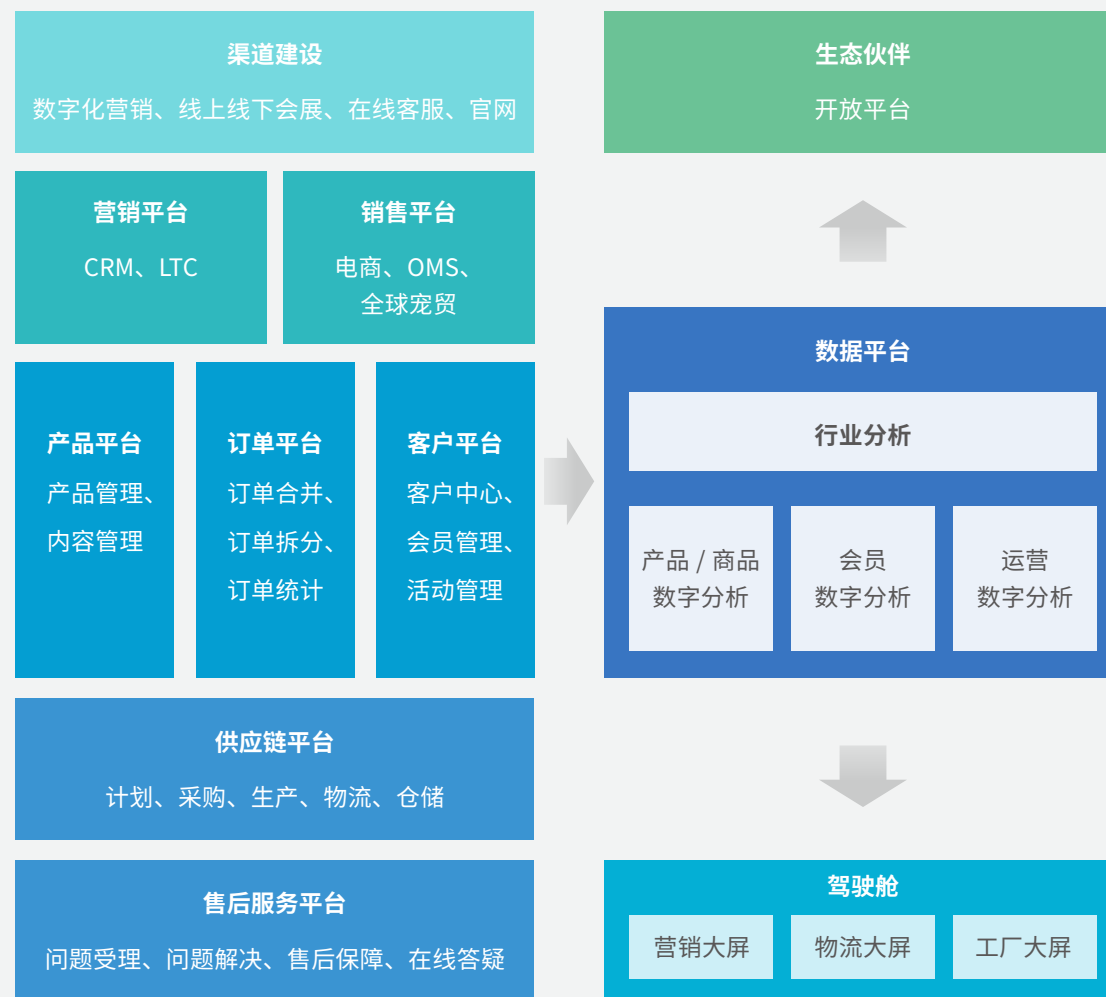 渠道建设
数字化营销、线上线下会展、在线客服、官网
营销平台
CRM、LTC
销售平台
电商、OMS、
全球宠贸
产品平台
产品管理、
内容管理
订单平台
订单合并、
订单拆分、
订单统计
客户平台
客户中心、
会员管理、
活动管理
供应链平台
计划、采购、生产、物流、仓储
售后服务平台
问题受理、问题解决、售后保障、在线答疑
生态伙伴
开放平台
数据平台
行业分析
产品 / 商品
数字分析
会员
数字分析
运营
数字分析
驾驶舱
营销大屏
物流大屏
工厂大屏